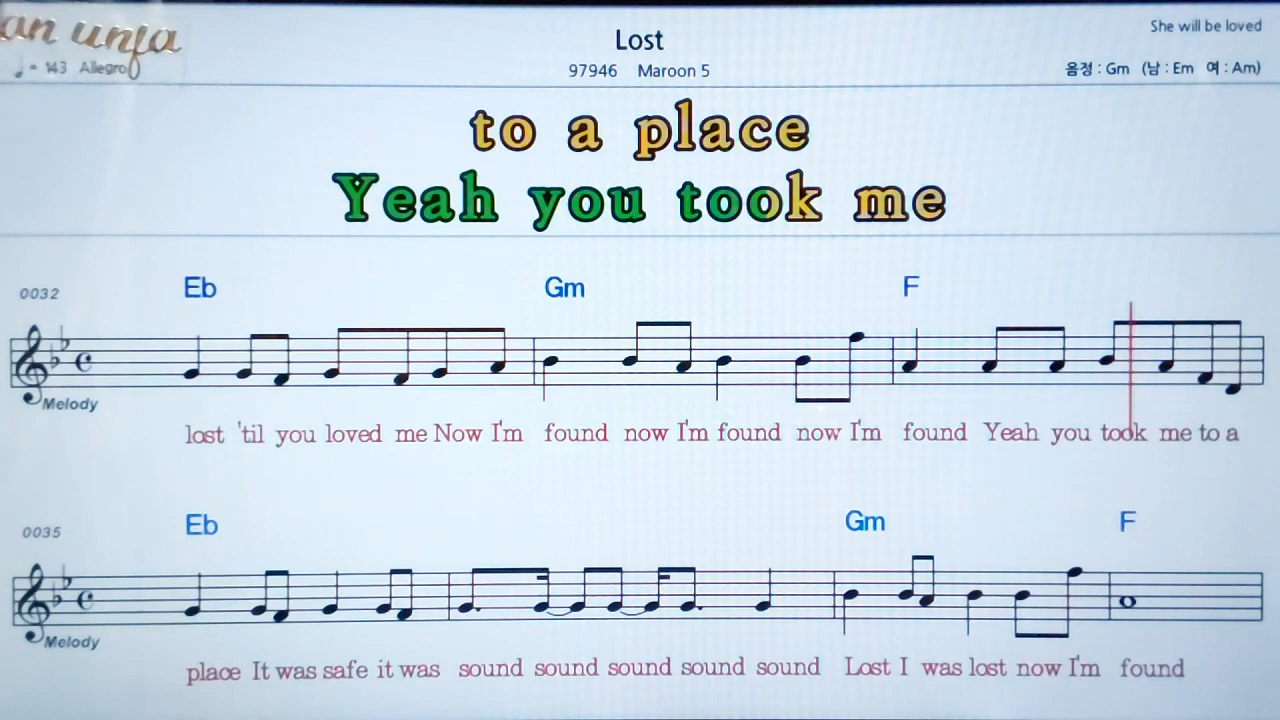 Lost
She will be loved
♩ = 143 Allegro
97946 Maroon 5
음정 : Gm (남 : Em 여 : Am)
to a place
Yeah you took me
0032
Eb Gm F
Melody
lost 'til you loved me Now I'm found now I'm found now I'm found Yeah you took me to a
0035
Eb Gm F
Melody
place It was safe it was sound sound sound sound sound Lost I was lost now I'm found